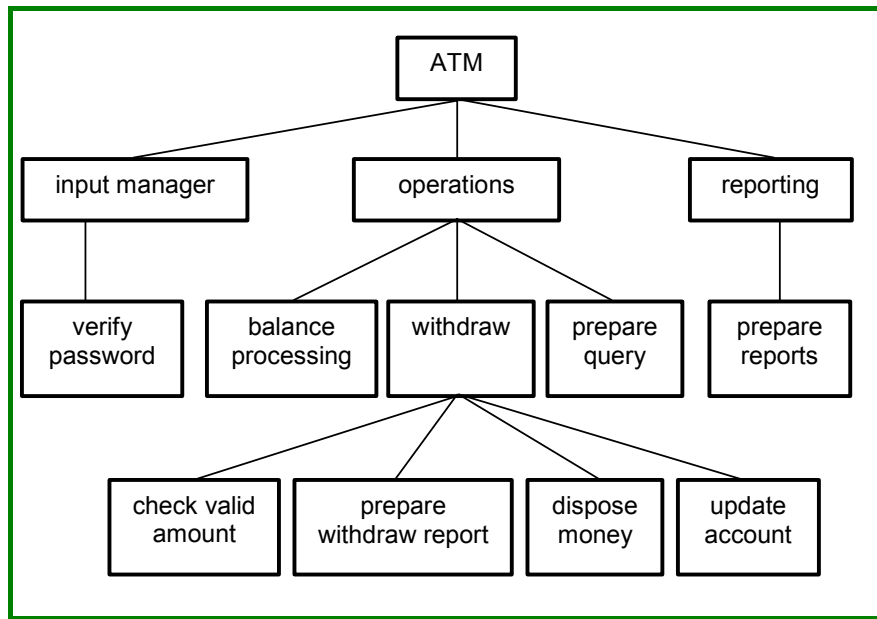 ATM
input manager
operations
reporting
verify
password
balance
processing
withdraw
prepare
query
prepare
reports
check valid
amount
prepare
withdraw report
dispose
money
update
account